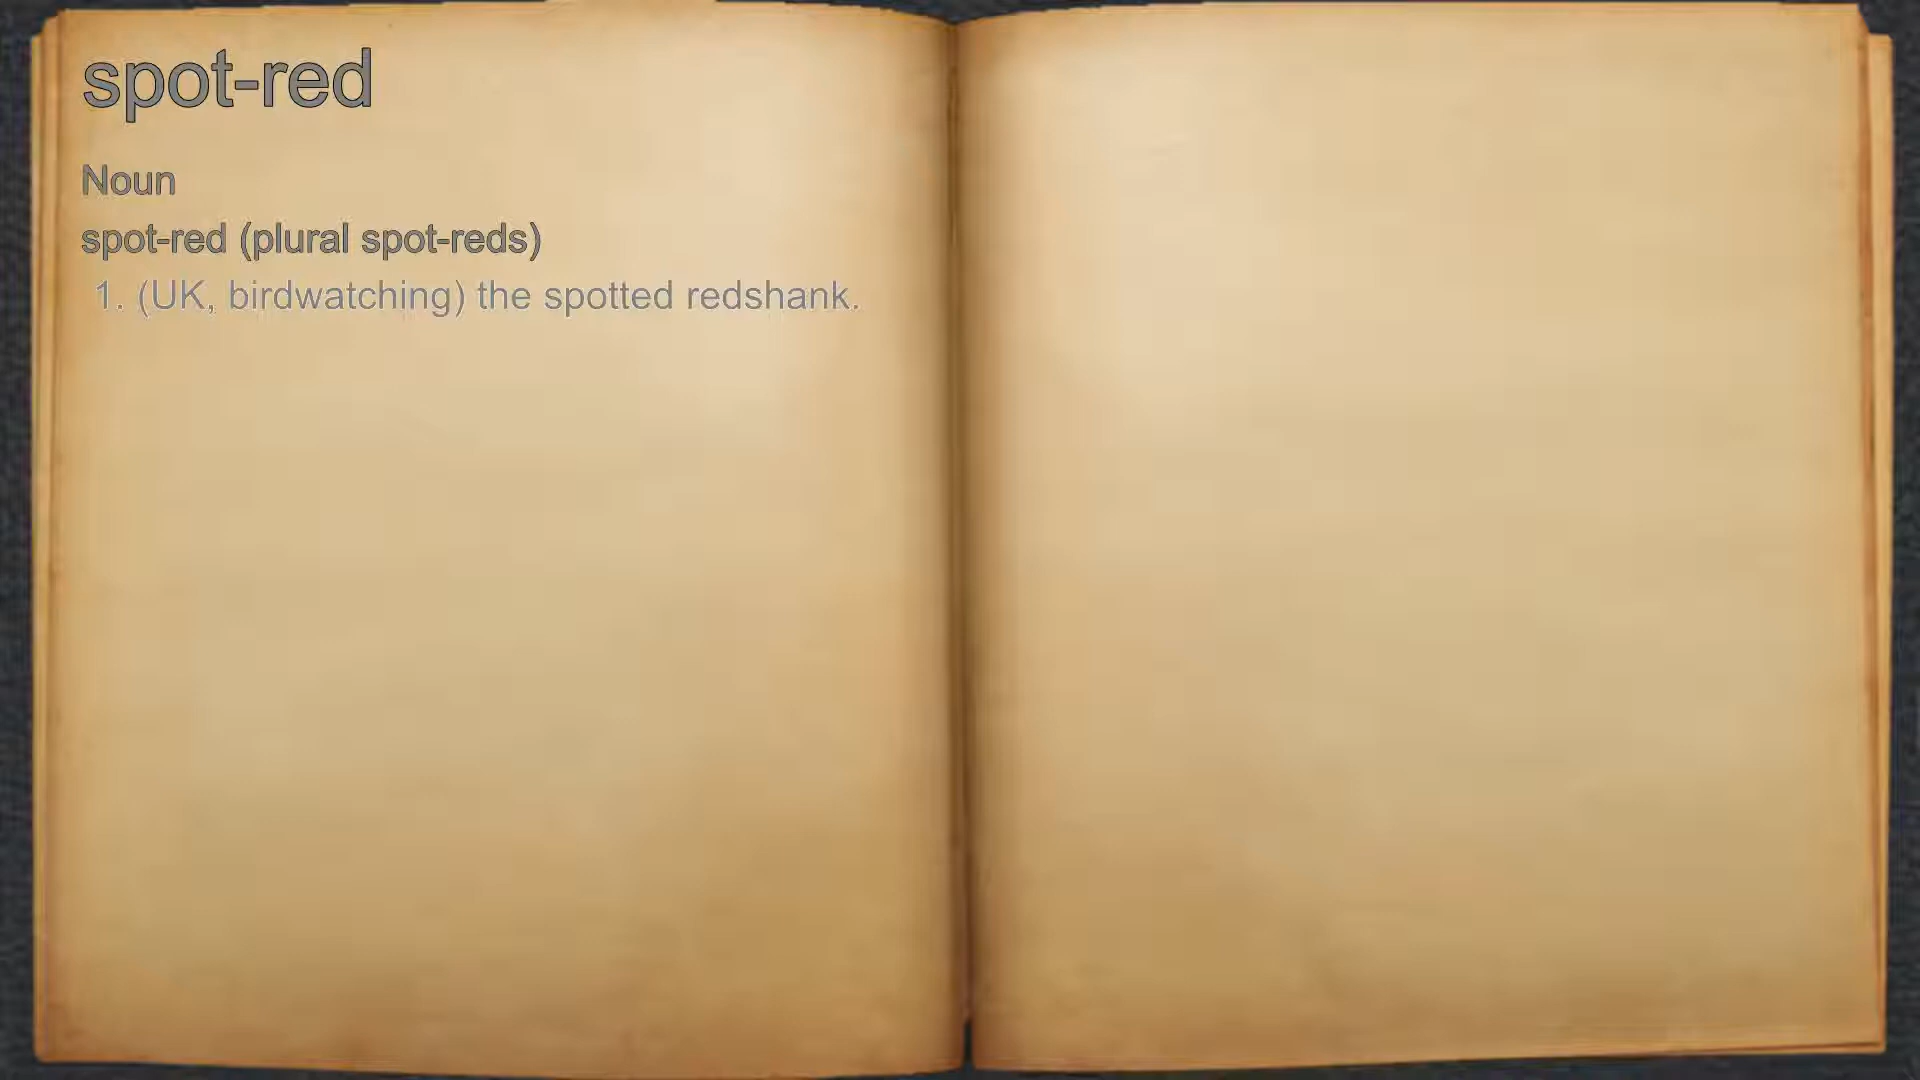 spot-red
Noun
spot-red (plural spot-reds)
1. (UK, birdwatching) the spotted redshank.